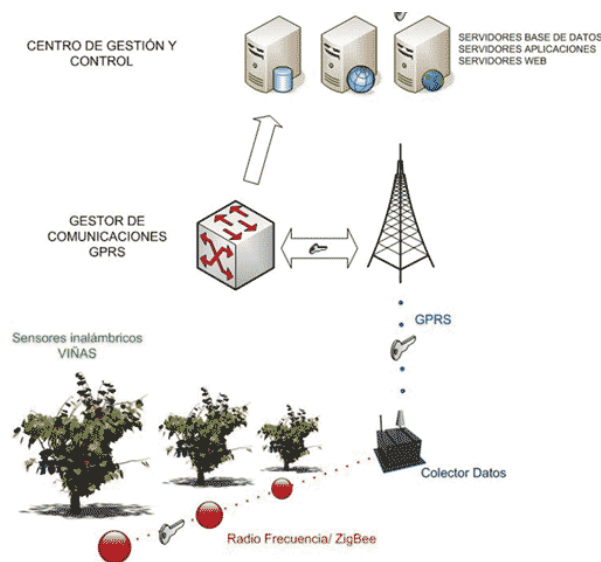 CENTRO DE GESTIÓN Y
CONTROL
SERVIDORES BASE DE DATOS
SERVIDORES APLICACIONES
SERVIDORES WEB
GESTOR DE
COMUNICACIONES
GPRS
GPRS
Sensores inalámbricos
VIÑAS
Colector Datos
Radio Frecuencia/ ZigBee